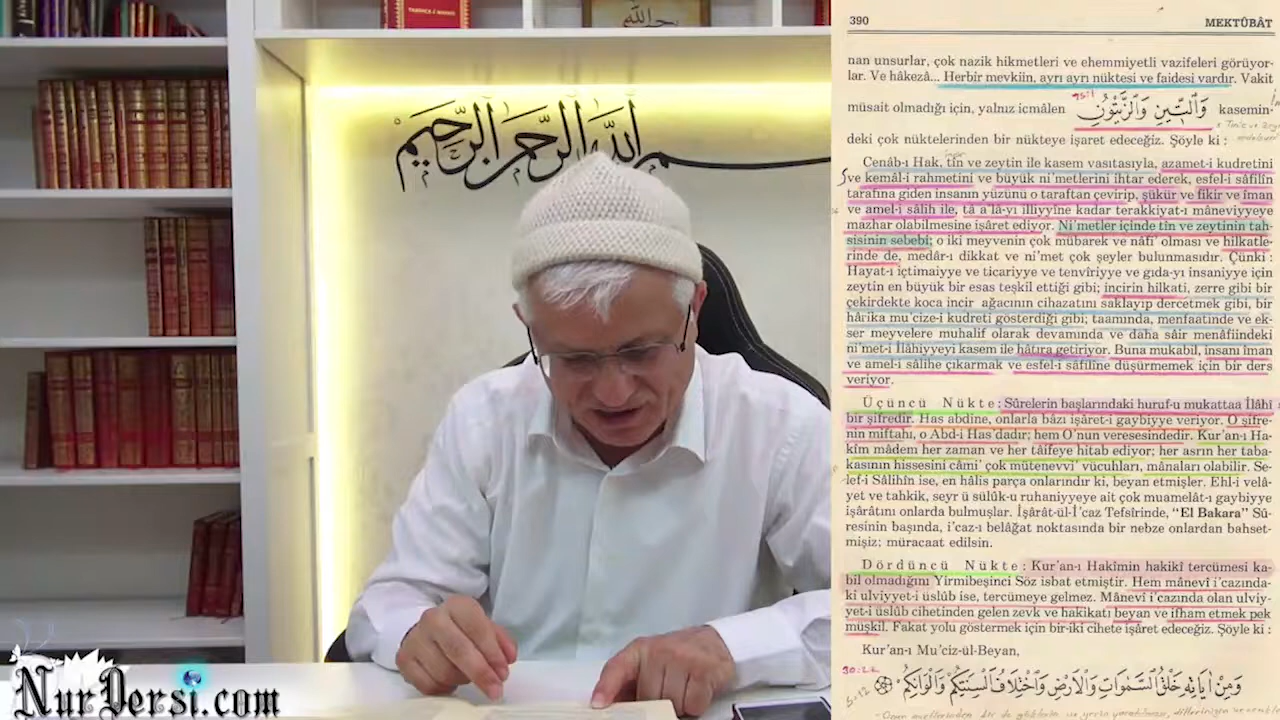 بسم الله الرحمن الرحيم
NurDersi.com
390 MEKTÛBÂT
nan unsurlar, çok nazik hikmetleri ve ehemmiyetli vazifeleri görüyor-
lar. Ve hâkezâ... Herbir mevkiin, ayrı ayrı nüktesi ve faidesi vardır. Vakit
müsait olmadığı için, yalnız icmâlen وَالتِّينِ وَالزَّيْتُونِ kasemin-
deki çok nüktelerinden bir nükteye işaret edeceğiz. Şöyle ki :
Cenâb-ı Hak, tîn ve zeytin ile kasem vasıtasıyla, azamet-i kudretini
ve kemâl-i rahmetini ve büyük ni'metlerini ihtar ederek, esfel-i sâfilîn
tarafına giden insanın yüzünü o taraftan çevirip, şükür ve fikir ve îman
ve amel-i sâlih ile, tâ a'lâ-yı illiyyîne kadar terakkiyat-ı mâneviyyeye
mazhar olabilmesine işâret ediyor. Ni'metler içinde tîn ve zeytinin tah-
sisinin sebebi; o iki meyvenin çok mübarek ve nâfi' olması ve hilkatle-
rinde de, medâr-ı dikkat ve ni'met çok şeyler bulunmasıdır. Çünki :
Hayat-ı içtimaiyye ve ticariyye ve tenvîriyye ve gıda-yı insaniyye için
zeytin en büyük bir esas teşkil ettiği gibi; incirin hilkati, zerre gibi bir
çekirdekte koca incir ağacının cihazatını saklayıp dercetmek gibi, bir
hârika mu'cize-i kudreti gösterdiği gibi; taamında, menfaatinde ve ek-
ser meyvelere muhalif olarak devamında ve daha sâir menâfiindeki
ni'met-i İlâhiyyeyi kasem ile hâtıra getiriyor. Buna mukabil, insanı îman
ve amel-i sâlihe çıkarmak ve esfel-i sâfilîne düşürmemek için bir ders
veriyor.
Üçüncü Nükte: Sûrelerin başlarındaki huruf-u mukattaa İlâhî
bir şifredir. Has abdine, onlarla bâzı işâret-i gaybiyye veriyor. O şifre-
nin miftahı, o Abd-i Has dadır; hem O'nun veresesindedir. Kur'an-ı Ha-
kîm mâdem her zaman ve her tâifeye hitab ediyor; her asrın her taba-
kasının hissesini câmi' çok mütenevvi' vücuhları, mânaları olabilir. Se-
lef-i Sâlihîn ise, en hâlis parça onlarındır ki, beyan etmişler. Ehl-i velâ-
yet ve tahkik, seyr ü sülûk-u ruhaniyyeye ait çok muamelât-ı gaybiyye
işârâtını onlarda bulmuşlar. İşârât-ül-İ'caz Tefsîrinde, "El Bakara" Sû-
resinin başında, i'caz-ı belâğat noktasında bir nebze onlardan bahset-
mişiz; müracaat edilsin.
Dördüncü Nükte: Kur'an-ı Hakîmin hakikî tercümesi ka-
bil olmadığını Yirmibeşinci Söz isbat etmiştir. Hem mânevî i'cazında-
ki ulviyyet-i üslûb ise, tercümeye gelmez. Mânevî i'cazında olan ulviy-
yet-i üslûb cihetinden gelen zevk ve hakikatı beyan ve ifham etmek pek
müşkil. Fakat yolu göstermek için bir-iki cihete işâret edeceğiz. Şöyle ki :
Kur'an-ı Mu'ciz-ül-Beyan,
30:22
وَمِنْ آيَاتِهِ خَلْقُ السَّمٰوَاتِ وَالْاَرْضِ وَاخْتِلَافُ اَلْسِنَتِكُمْ وَاَلْوَانِكُمْ